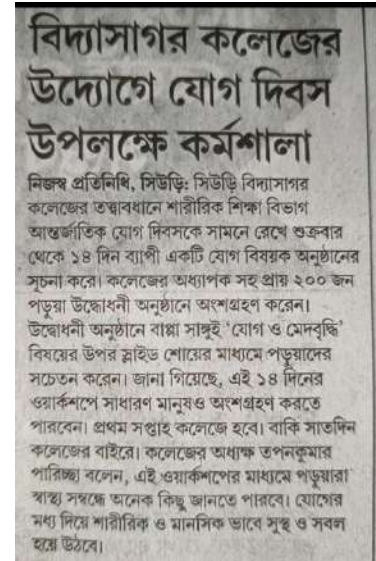 বিদ্যাসাগর কলেজের
উদ্যোগে যোগ দিবস
উপলক্ষে কর্মশালা
নিজস্ব প্রতিনিধি, সিউড়ি: সিউড়ি বিদ্যাসাগর
কলেজের তত্ত্বাবধানে শারীরিক শিক্ষা বিভাগ
আন্তর্জাতিক যোগ দিবসকে সামনে রেখে শুক্রবার
থেকে ১৪ দিন ব্যাপী একটি যোগ বিষয়ক অনুষ্ঠানের
সূচনা করে। কলেজের অধ্যাপক সহ প্রায় ২০০ জন
পড়ুয়া উদ্বোধনী অনুষ্ঠানে অংশগ্রহণ করেন।
উদ্বোধনী অনুষ্ঠানে বাপ্পা সান্নুই 'যোগ ও মেদবৃদ্ধি'
বিষয়ের উপর স্লাইড শোয়ের মাধ্যমে পড়ুয়াদের
সচেতন করেন। জানা গিয়েছে, এই ১৪ দিনের
ওয়ার্কশপে সাধারণ মানুষও অংশগ্রহণ করতে
পারবেন। প্রথম সপ্তাহ কলেজে হবে। বাকি সাতদিন
কলেজের বাইরে। কলেজের অধ্যক্ষ তপনকুমার
পারিচ্ছা বলেন, এই ওয়ার্কশপের মাধ্যমে পড়ুয়ারা
স্বাস্থ্য সম্বন্ধে অনেক কিছু জানতে পারবে। যোগের
মধ্য দিয়ে শারীরিক ও মানসিক ভাবে সুস্থ ও সবল
হয়ে উঠবে।